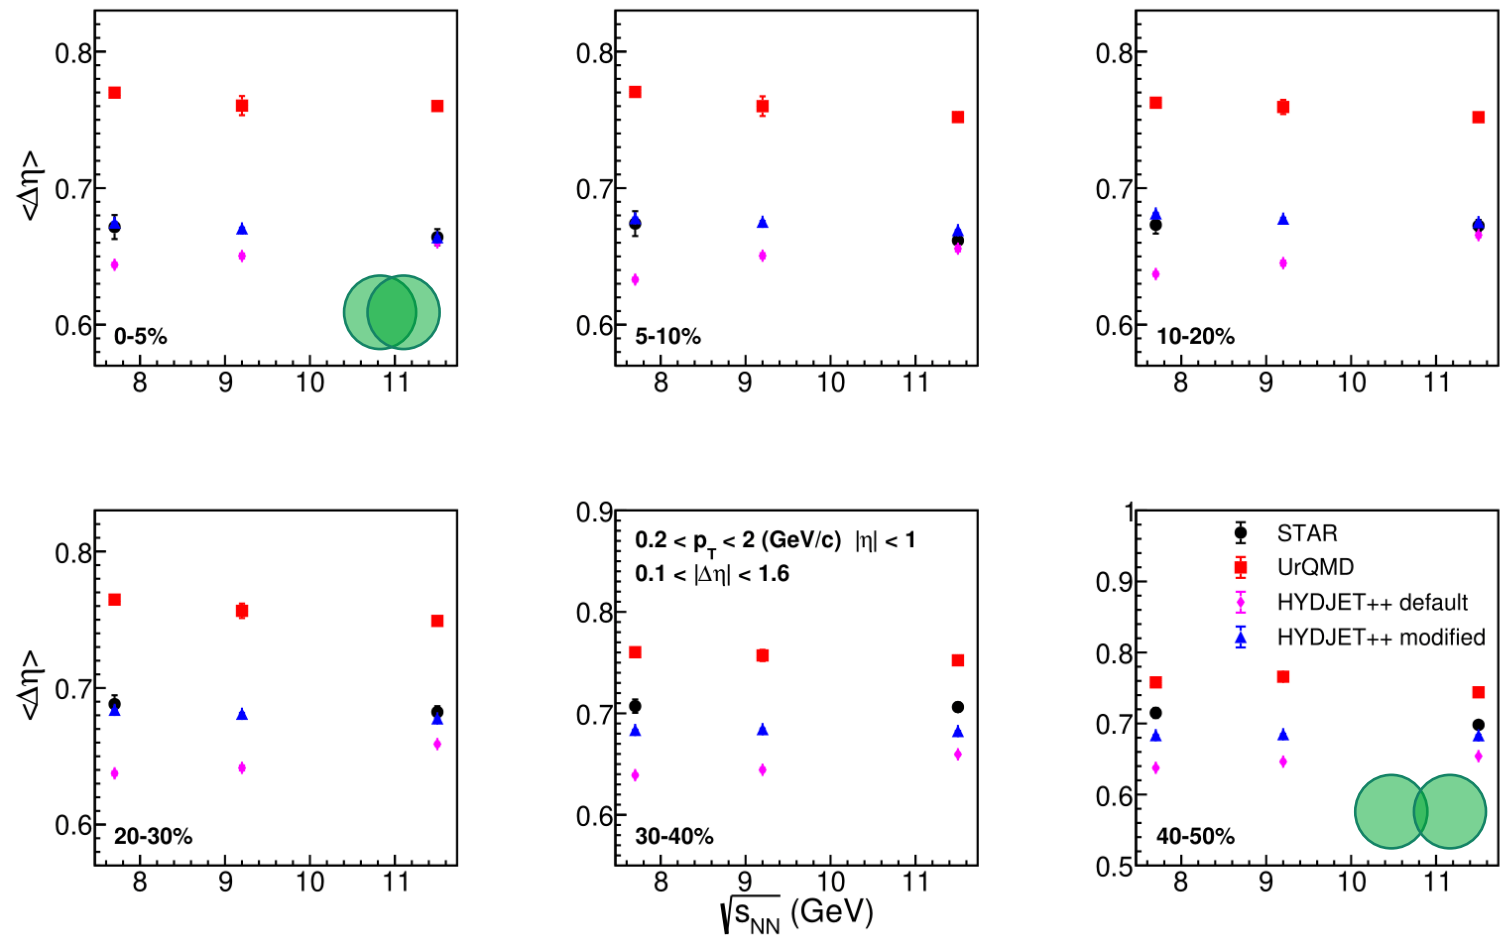 <Δη>
0.8
0.7
0.6
0-5%
8 9 10 11
0.8
0.7
0.6
5-10%
8 9 10 11
0.8
0.7
0.6
10-20%
8 9 10 11
<Δη>
0.8
0.7
0.6
20-30%
8 9 10 11
0.9
0.8
0.7
0.6
0.2 < pT < 2 (GeV/c) |η| < 1
0.1 < |Δη| < 1.6
30-40%
8 9 10 11
√sNN (GeV)
1
0.9
0.8
0.7
0.6
0.5
STAR
UrQMD
HYDJET++ default
HYDJET++ modified
40-50%
8 9 10 11